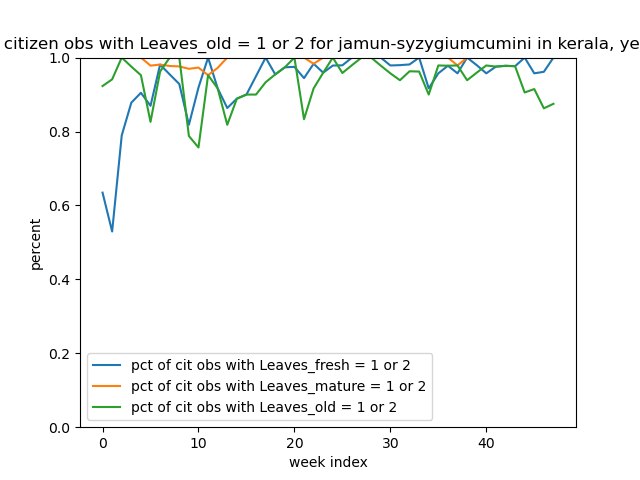 citizen obs with Leaves_old = 1 or 2 for jamun-syzygiumcumini in kerala, ye
1.0
0.8
0.6
0.4
0.2
0.0
percent
pct of cit obs with Leaves_fresh = 1 or 2
pct of cit obs with Leaves_mature = 1 or 2
pct of cit obs with Leaves_old = 1 or 2
0 10 20 30 40
week index